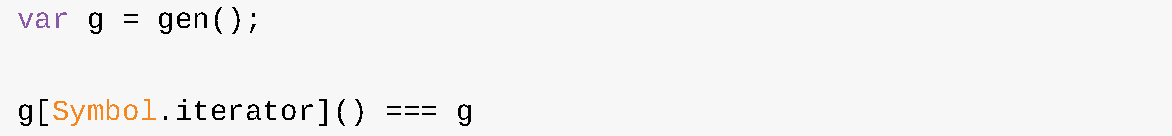 var g = gen();
g[Symbol.iterator]() === g